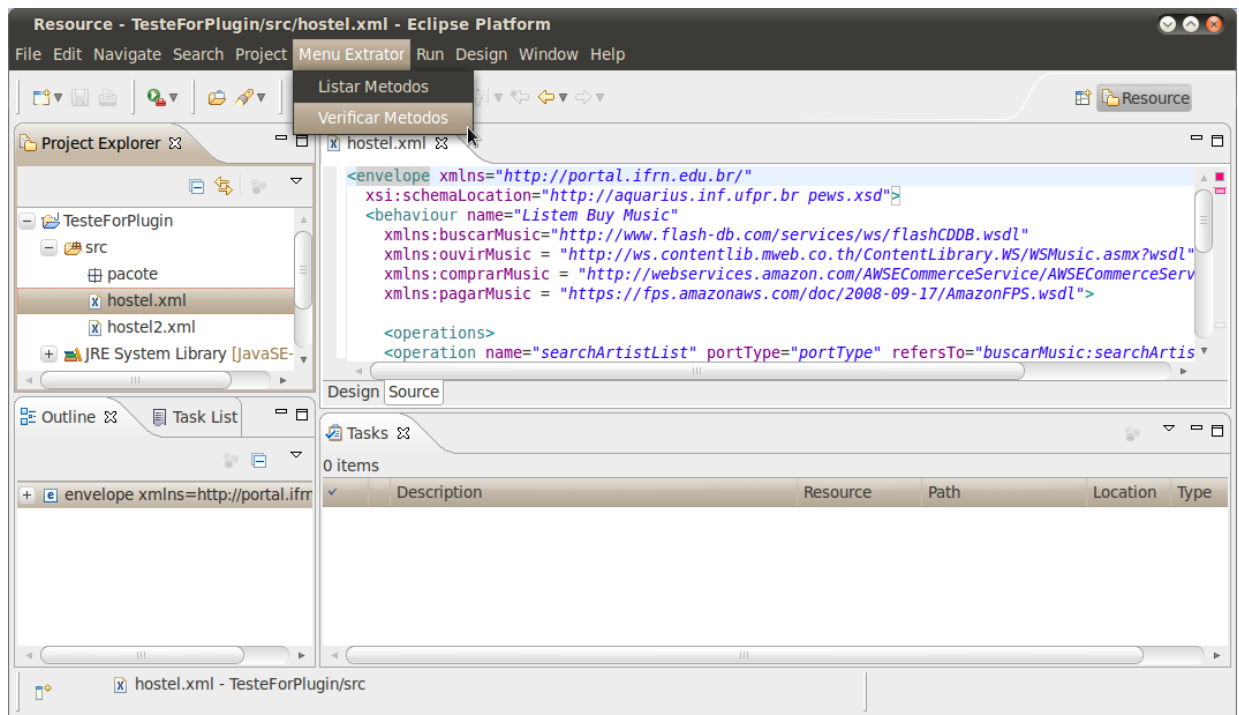 Resource - TesteForPlugin/src/hostel.xml - Eclipse Platform
File Edit Navigate Search Project Menu Extrator Run Design Window Help
Listar Metodos
Verificar Metodos
Resource
Project Explorer
TesteForPlugin
src
pacote
hostel.xml
hostel2.xml
JRE System Library [JavaSE-
hostel.xml
<envelope xmlns="http://portal.ifrn.edu.br/"
xsi:schemaLocation="http://aquarius.inf.ufpr.br pews.xsd">
<behaviour name="Listem Buy Music"
xmlns:buscarMusic="http://www.flash-db.com/services/ws/flashCDDB.wsdl"
xmlns:ouvirMusic = "http://ws.contentlib.mweb.co.th/ContentLibrary.WS/WSMusic.asmx?wsdl"
xmlns:comprarMusic = "http://webservices.amazon.com/AWSECommerceService/AWSECommerceServ
xmlns:pagarMusic = "https://fps.amazonaws.com/doc/2008-09-17/AmazonFPS.wsdl">
<operations>
<operation name="searchArtistList" portType="portType" refersTo="buscarMusic:searchArtis
Design Source
Outline Task List
envelope xmlns=http://portal.ifrn
Tasks
0 items
Description Resource Path Location Type
hostel.xml - TesteForPlugin/src